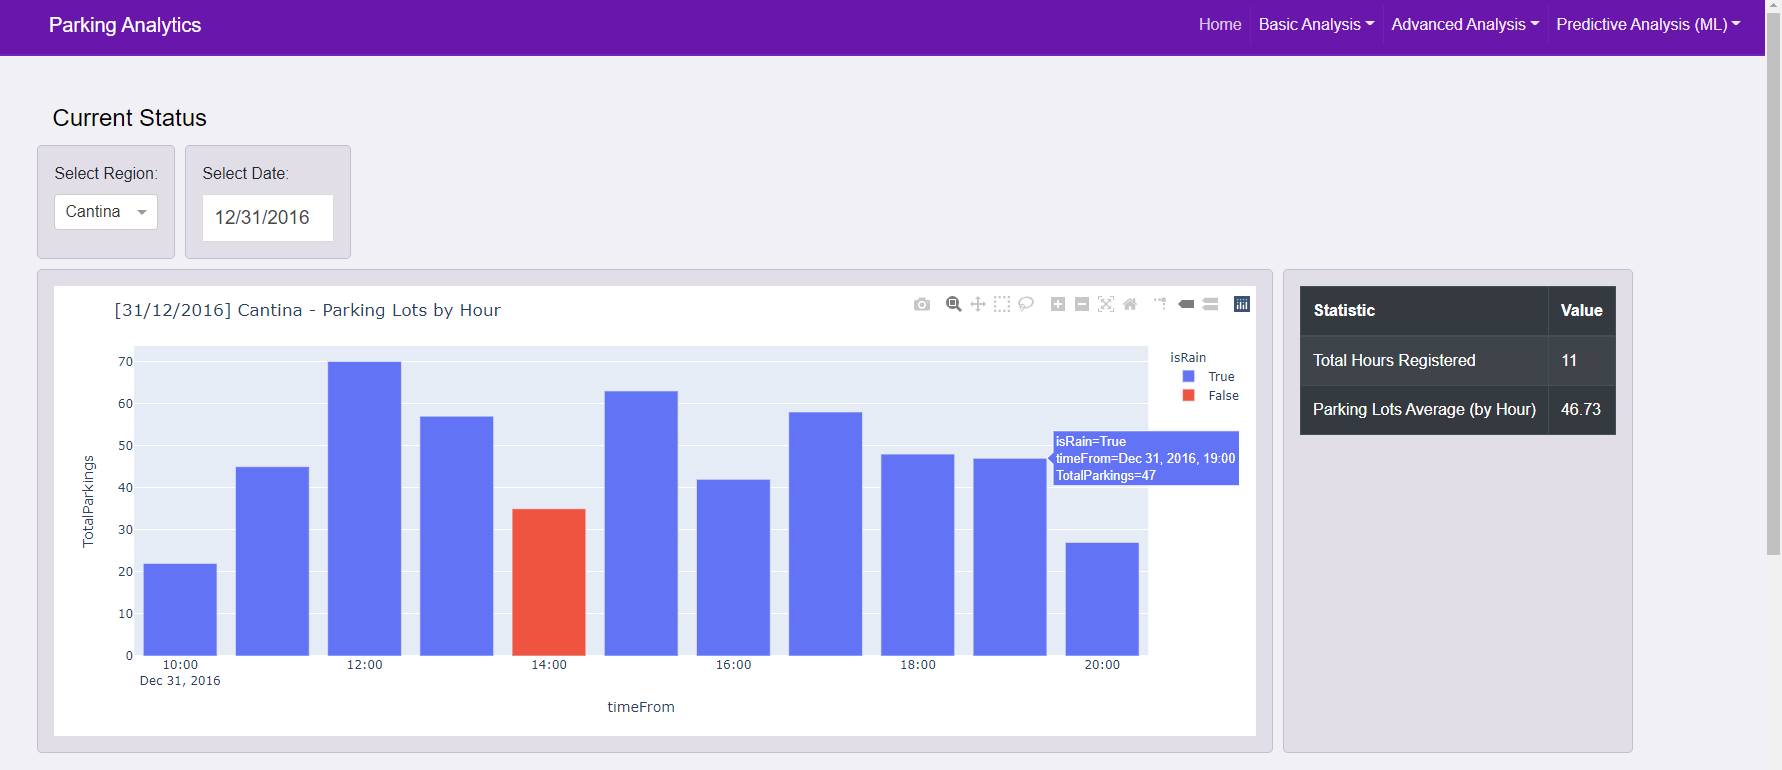 Parking Analytics
Home Basic Analysis Advanced Analysis Predictive Analysis (ML)
Current Status
Select Region:
Cantina
Select Date:
12/31/2016
[31/12/2016] Cantina - Parking Lots by Hour
TotalParkings
70
60
50
40
30
20
10
0
10:00 12:00 14:00 16:00 18:00 20:00
Dec 31, 2016
timeFrom
isRain
True
False
isRain=True
timeFrom=Dec 31, 2016, 19:00
TotalParkings=47
Statistic Value
Total Hours Registered 11
Parking Lots Average (by Hour) 46.73